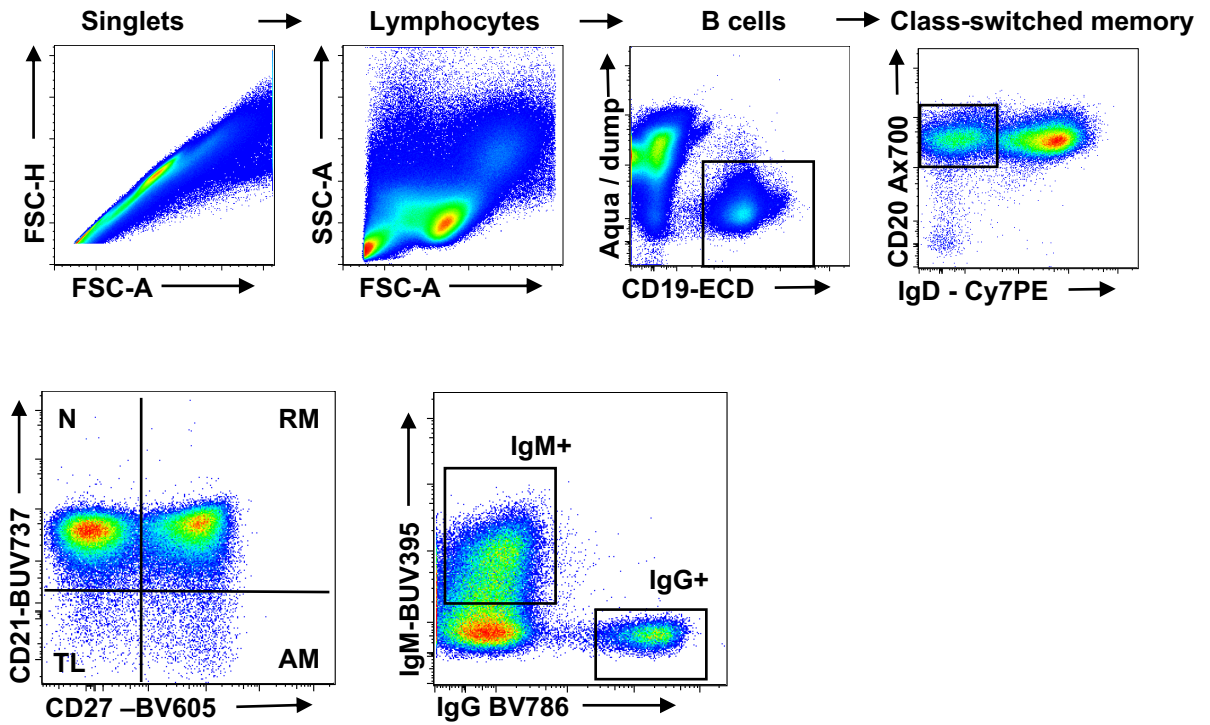 Singlets
Lymphocytes
B cells
Class-switched memory
FSC-H
FSC-A
SSC-A
FSC-A
Aqua / dump
CD19-ECD
CD20 Ax700
IgD - Cy7PE
N
RM
TL
AM
CD21-BUV737
CD27 –BV605
IgM+
IgG+
IgM-BUV395
IgG BV786